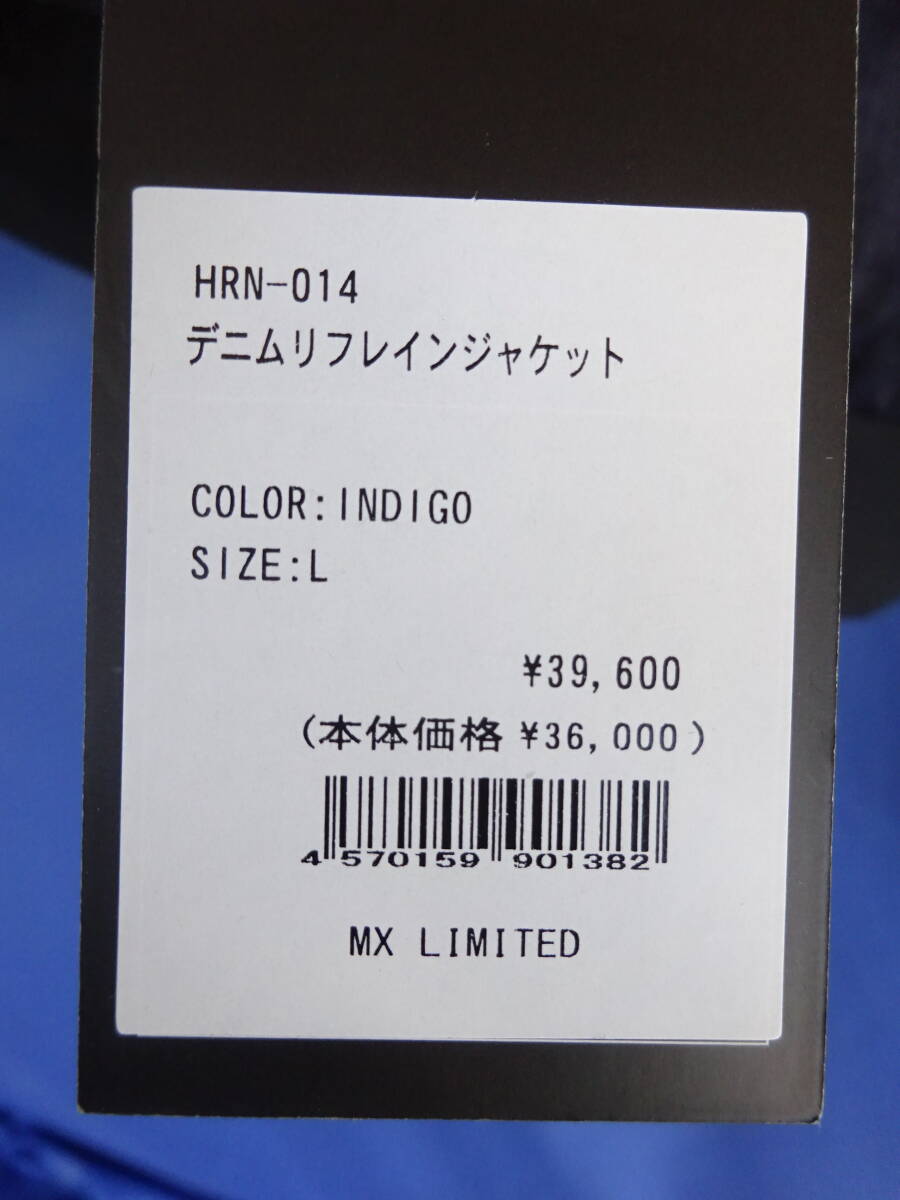 HRN-014
デニムリフレインジャケット
COLOR:INDIGO
SIZE:L
¥39,600
(本体価格 ¥36,000)
4 570159 901382
MX LIMITED